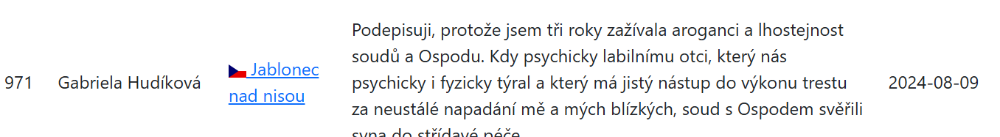 Podepisuji, protože jsem tři roky zažívala aroganci a lhostejnost
soudů a Ospodu. Kdy psychicky labilnímu otci, který nás
971 Gabriela Hudíková Jablonec nad nisou psychicky i fyzicky týral a který má jistý nástup do výkonu trestu 2024-08-09
za neustálé napadání mě a mých blízkých, soud s Ospodem svěřili
syna do střídavé péče